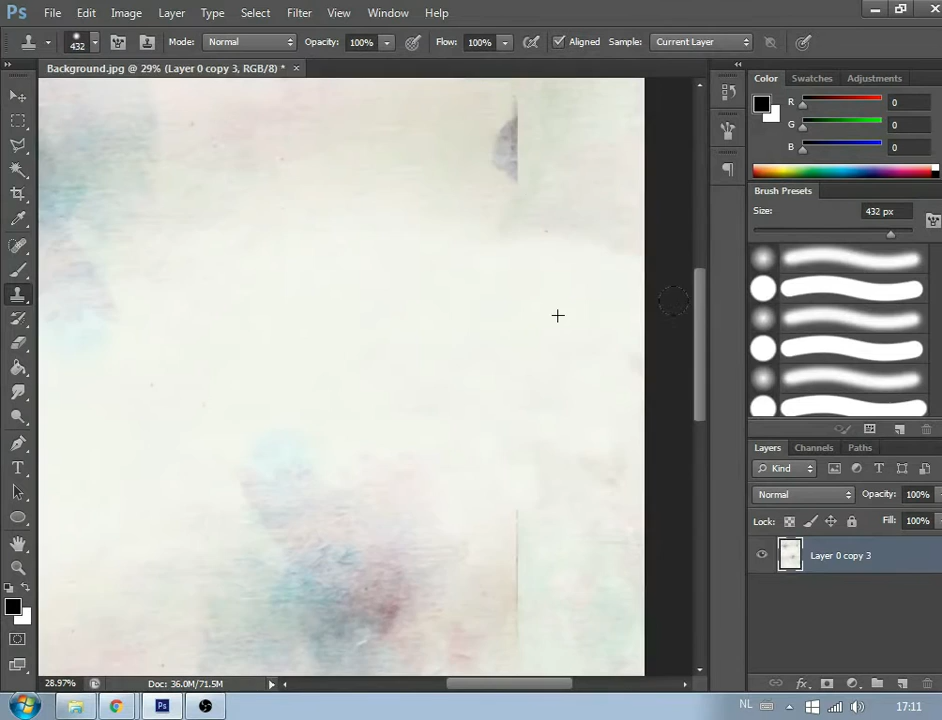 Ps File Edit Image Layer Type Select Filter View Window Help
432 Mode: Normal Opacity: 100% Flow: 100% Aligned Sample: Current Layer
Background.jpg @ 29% (Layer 0 copy 3, RGB/8) *
Color Swatches Adjustments
R 0
G 0
B 0
Brush Presets
Size: 432 px
Layers Channels Paths
Kind
Normal Opacity: 100%
Lock: Fill: 100%
Layer 0 copy 3
28.97% Doc: 36.0M/71.5M
Ps NL 17:11